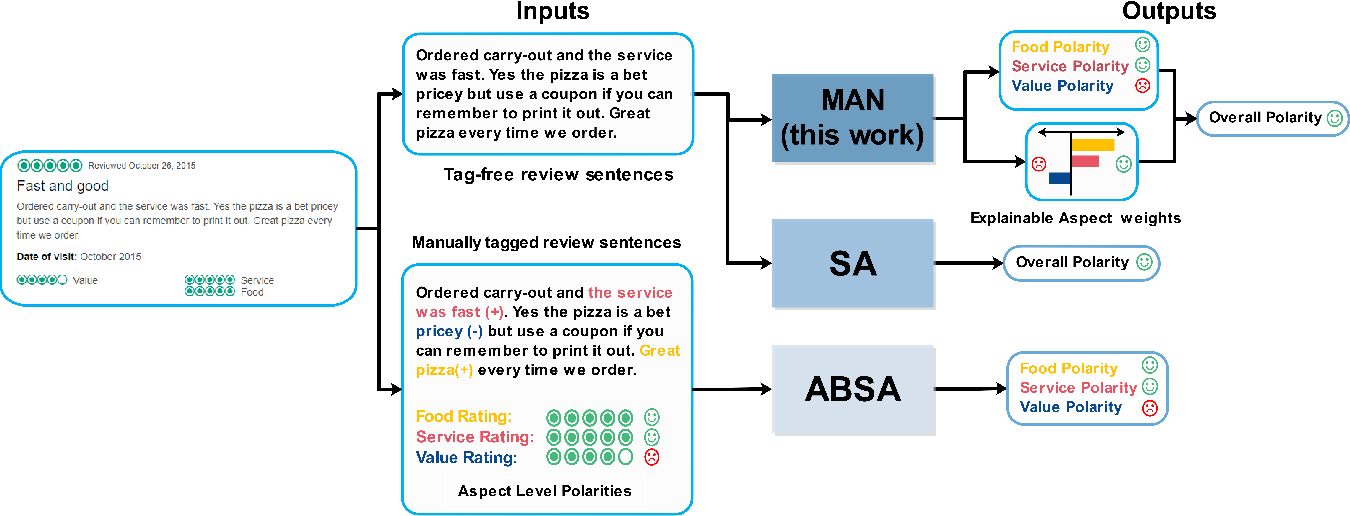 Inputs
Outputs
Reviewed October 26, 2015
Fast and good
Ordered carry-out and the service was fast. Yes the pizza is a bet pricey
but use a coupon if you can remember to print it out. Great pizza every
time we order.
Date of visit: October 2015
Value
Service
Food
Ordered carry-out and the service
was fast. Yes the pizza is a bet
pricey but use a coupon if you can
remember to print it out. Great
pizza every time we order.
Tag-free review sentences
Manually tagged review sentences
Ordered carry-out and the service
was fast (+). Yes the pizza is a bet
pricey (-) but use a coupon if you
can remember to print it out. Great
pizza(+) every time we order.
Food Rating:
Service Rating:
Value Rating:
Aspect Level Polarities
MAN
(this work)
SA
ABSA
Food Polarity
Service Polarity
Value Polarity
Explainable Aspect weights
Overall Polarity
Overall Polarity
Food Polarity
Service Polarity
Value Polarity